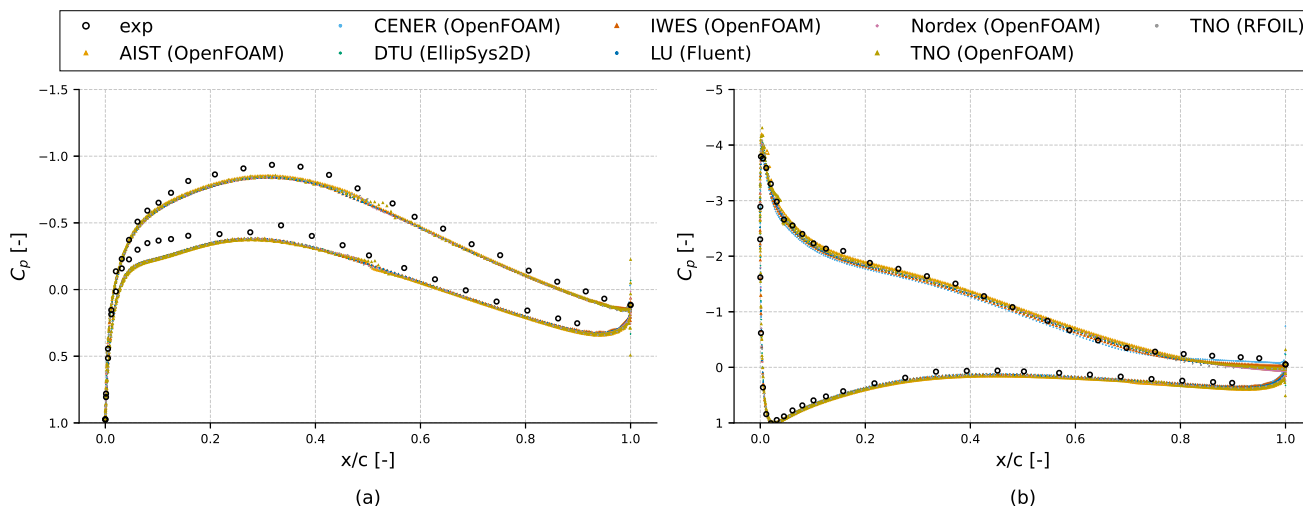 exp CENER (OpenFOAM) IWES (OpenFOAM) Nordex (OpenFOAM) TNO (RFOIL)
AIST (OpenFOAM) DTU (EllipSys2D) LU (Fluent) TNO (OpenFOAM)
−1.5
−1.0
−0.5
0.0
0.5
1.0
Cp [-]
0.0 0.2 0.4 0.6 0.8 1.0
x/c [-]
(a)
−5
−4
−3
−2
−1
0
1
Cp [-]
0.0 0.2 0.4 0.6 0.8 1.0
x/c [-]
(b)